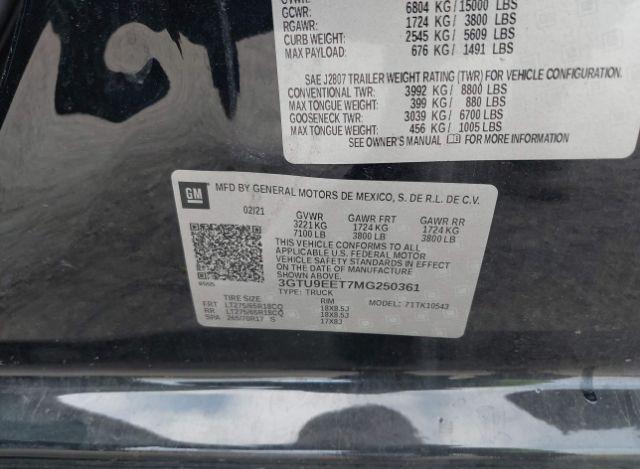 GCWR: 6804 KG/15000 LBS
RGAWR: 1724 KG / 3800 LBS
CURB WEIGHT: 2545 KG / 5609 LBS
MAX PAYLOAD: 676 KG / 1491 LBS
SAE J2807 TRAILER WEIGHT RATING (TWR) FOR VEHICLE CONFIGURATION.
CONVENTIONAL TWR: 3992 KG/ 8800 LBS
MAX TONGUE WEIGHT: 399 KG/ 880 LBS
GOOSENECK TWR: 3039 KG/ 6700 LBS
MAX TONGUE WEIGHT: 456 KG/ 1005 LBS
SEE OWNER'S MANUAL FOR MORE INFORMATION
GM
MFD BY GENERAL MOTORS DE MEXICO, S. DE R.L. DE C.V.
02/21
GVWR GAWR FRT GAWR RR
3221 KG 1724 KG 1724 KG
7100 LB 3800 LB 3800 LB
THIS VEHICLE CONFORMS TO ALL
APPLICABLE U.S. FEDERAL MOTOR
VEHICLE SAFETY STANDARDS IN EFFECT
ON THE DATE OF MANUFACTURE
SHOWN ABOVE.
3GTU9EET7MG250361
TYPE: TRUCK MODEL: 71TK10543
TIRE SIZE RIM
FRT LT275/65R18CQ 18X8.5J
RR LT275/65R18CQ 18X8.5J
SPA 265/70R17 S 17X8J